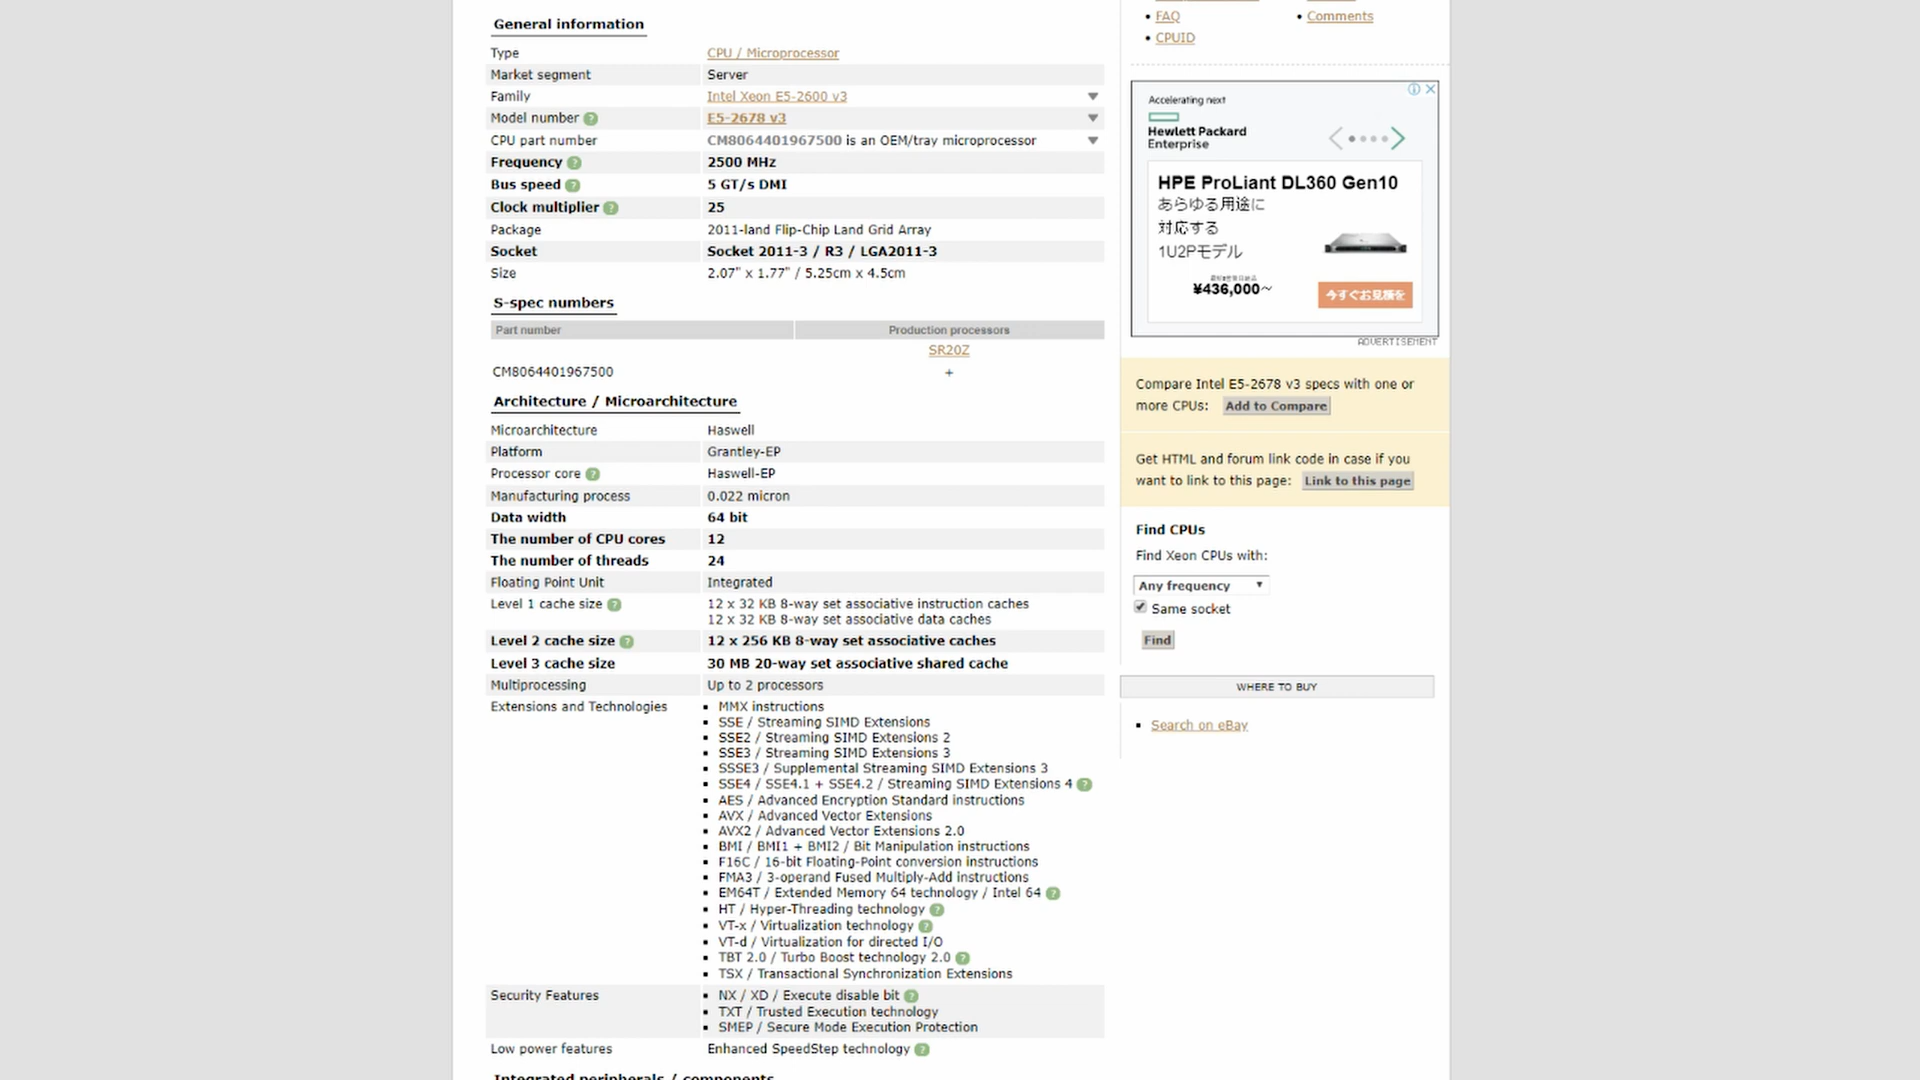 General information
Type CPU / Microprocessor
Market segment Server
Family Intel Xeon E5-2600 v3
Model number ? E5-2678 v3
CPU part number CM8064401967500 is an OEM/tray microprocessor
Frequency ? 2500 MHz
Bus speed ? 5 GT/s DMI
Clock multiplier ? 25
Package 2011-land Flip-Chip Land Grid Array
Socket Socket 2011-3 / R3 / LGA2011-3
Size 2.07" x 1.77" / 5.25cm x 4.5cm
S-spec numbers
Part number Production processors
SR20Z
CM8064401967500 +
Architecture / Microarchitecture
Microarchitecture Haswell
Platform Grantley-EP
Processor core ? Haswell-EP
Manufacturing process 0.022 micron
Data width 64 bit
The number of CPU cores 12
The number of threads 24
Floating Point Unit Integrated
Level 1 cache size ? 12 x 32 KB 8-way set associative instruction caches
12 x 32 KB 8-way set associative data caches
Level 2 cache size ? 12 x 256 KB 8-way set associative caches
Level 3 cache size 30 MB 20-way set associative shared cache
Multiprocessing Up to 2 processors
Extensions and Technologies
MMX instructions
SSE / Streaming SIMD Extensions
SSE2 / Streaming SIMD Extensions 2
SSE3 / Streaming SIMD Extensions 3
SSSE3 / Supplemental Streaming SIMD Extensions 3
SSE4 / SSE4.1 + SSE4.2 / Streaming SIMD Extensions 4 ?
AES / Advanced Encryption Standard instructions
AVX / Advanced Vector Extensions
AVX2 / Advanced Vector Extensions 2.0
BMI / BMI1 + BMI2 / Bit Manipulation instructions
F16C / 16-bit Floating-Point conversion instructions
FMA3 / 3-operand Fused Multiply-Add instructions
EM64T / Extended Memory 64 technology / Intel 64 ?
HT / Hyper-Threading technology ?
VT-x / Virtualization technology ?
VT-d / Virtualization for directed I/O
TBT 2.0 / Turbo Boost technology 2.0 ?
TSX / Transactional Synchronization Extensions
Security Features
NX / XD / Execute disable bit ?
TXT / Trusted Execution technology
SMEP / Secure Mode Execution Protection
Low power features Enhanced SpeedStep technology ?
Integrated peripherals / components
FAQ
Comments
CPUID
Accelerating next
Hewlett Packard
Enterprise
HPE ProLiant DL360 Gen10
あらゆる用途に
対応する
1U2Pモデル
¥436,000～
今すぐお見積を
ADVERTISEMENT
Compare Intel E5-2678 v3 specs with one or
more CPUs: Add to Compare
Get HTML and forum link code in case if you
want to link to this page: Link to this page
Find CPUs
Find Xeon CPUs with:
Any frequency
Same socket
Find
WHERE TO BUY
Search on eBay